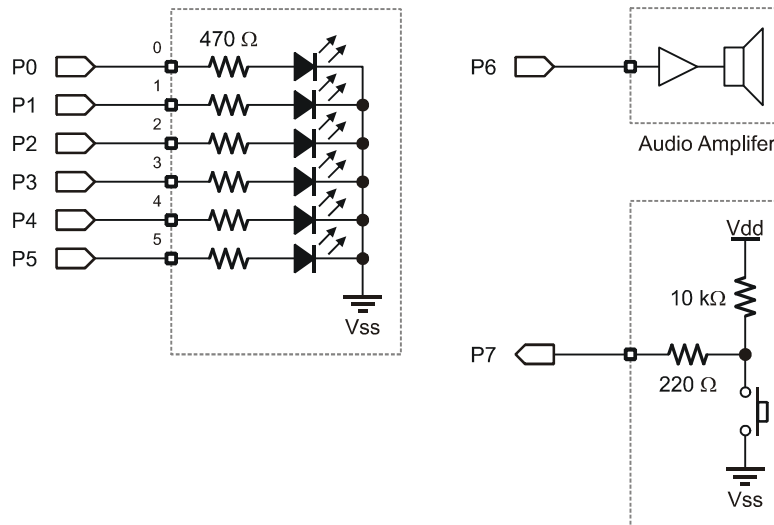 0
470 Ω
P0
1
P1
2
P2
3
P3
4
P4
5
P5
Vss
P6
Audio Amplifer
Vdd
10 kΩ
P7
220 Ω
Vss